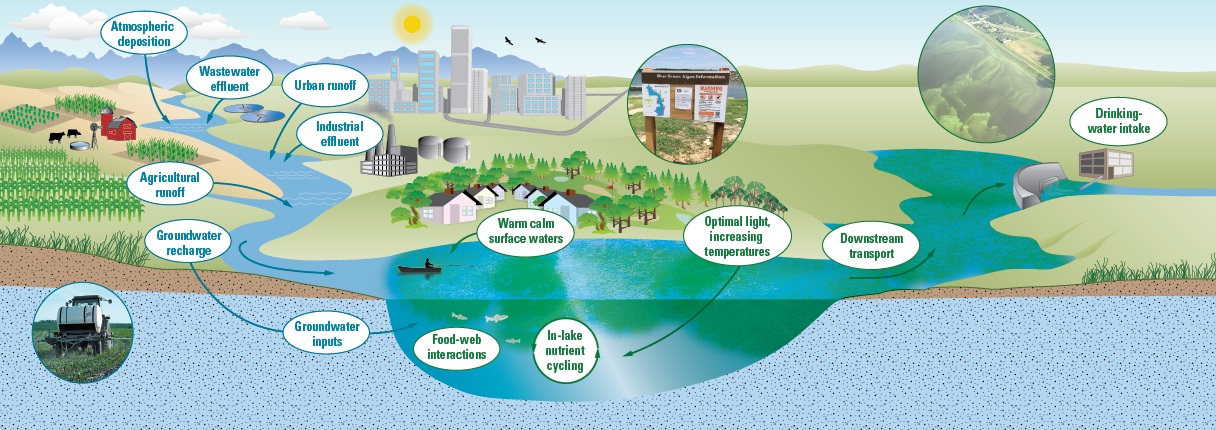 Atmospheric
deposition
Wastewater
effluent
Urban runoff
Industrial
effluent
Agricultural
runoff
Groundwater
recharge
Groundwater
inputs
Warm calm
surface waters
Food-web
interactions
In-lake
nutrient
cycling
Optimal light,
increasing
temperatures
Downstream
transport
Drinking-
water intake
Blue Green Algae Information
WARNING